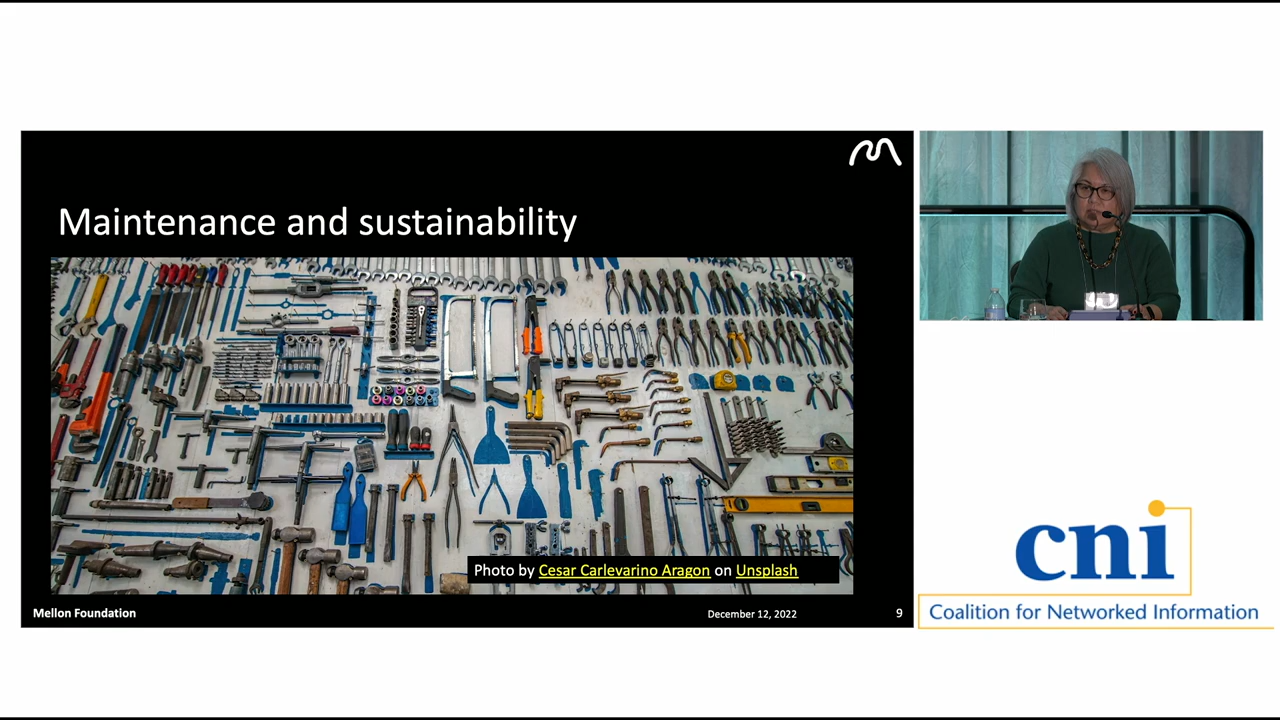 Maintenance and sustainability
Photo by Cesar Carlevarino Aragon on Unsplash
Mellon Foundation
December 12, 2022
9
cni
Coalition for Networked Information